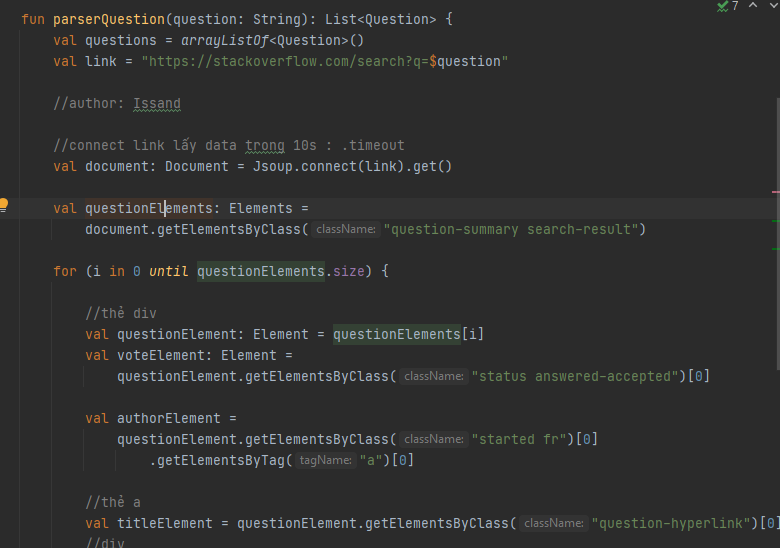 7
fun parserQuestion(question: String): List<Question> {
val questions = arrayListOf<Question>()
val link = "https://stackoverflow.com/search?q=$question"
//author: Issand
//connect link lấy data trong 10s : .timeout
val document: Document = Jsoup.connect(link).get()
val questionElements: Elements =
document.getElementsByClass( className: "question-summary search-result")
for (i in 0 until questionElements.size) {
//thẻ div
val questionElement: Element = questionElements[i]
val voteElement: Element =
questionElement.getElementsByClass( className: "status answered-accepted")[0]
val authorElement =
questionElement.getElementsByClass( className: "started fr")[0]
.getElementsByTag( tagName: "a")[0]
//thẻ a
val titleElement = questionElement.getElementsByClass( className: "question-hyperlink")[0]
//div